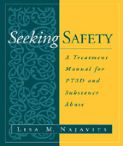 Seeking
SAFETY
A Treatment
Manual for
PTSD and
Substance
Abuse
LISA M. NAJAVITS